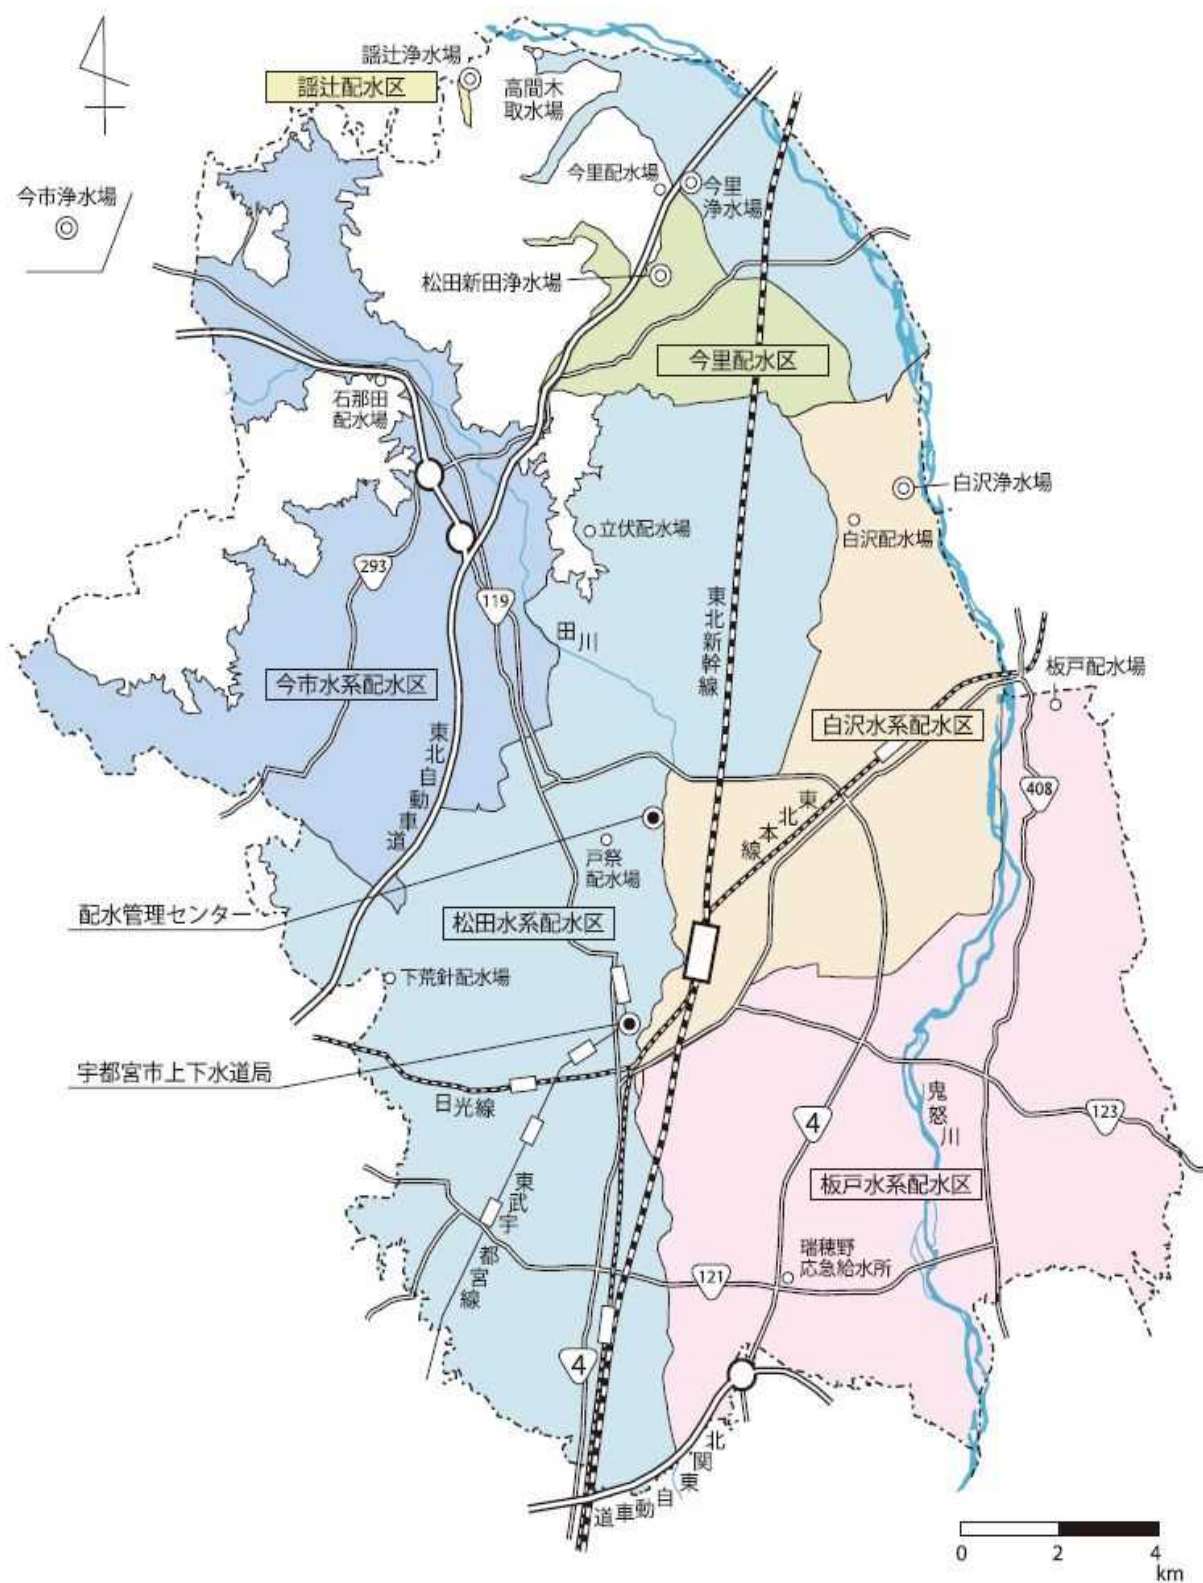 謡辻浄水場
謡辻配水区
高間木
取水場
今市浄水場
今里配水場
今里
浄水場
松田新田浄水場
今里配水区
石那田
配水場
白沢浄水場
立伏配水場
白沢配水場
293
119
東北新幹線
田川
板戸配水場
今市水系配水区
白沢水系配水区
東北自動車道
408
東北本線
戸祭
配水場
配水管理センター
松田水系配水区
下荒針配水場
宇都宮市上下水道局
日光線
鬼怒川
4
123
板戸水系配水区
東武宇都宮線
瑞穂野
応急給水所
121
4
北関東自動車道
0 2 4
km